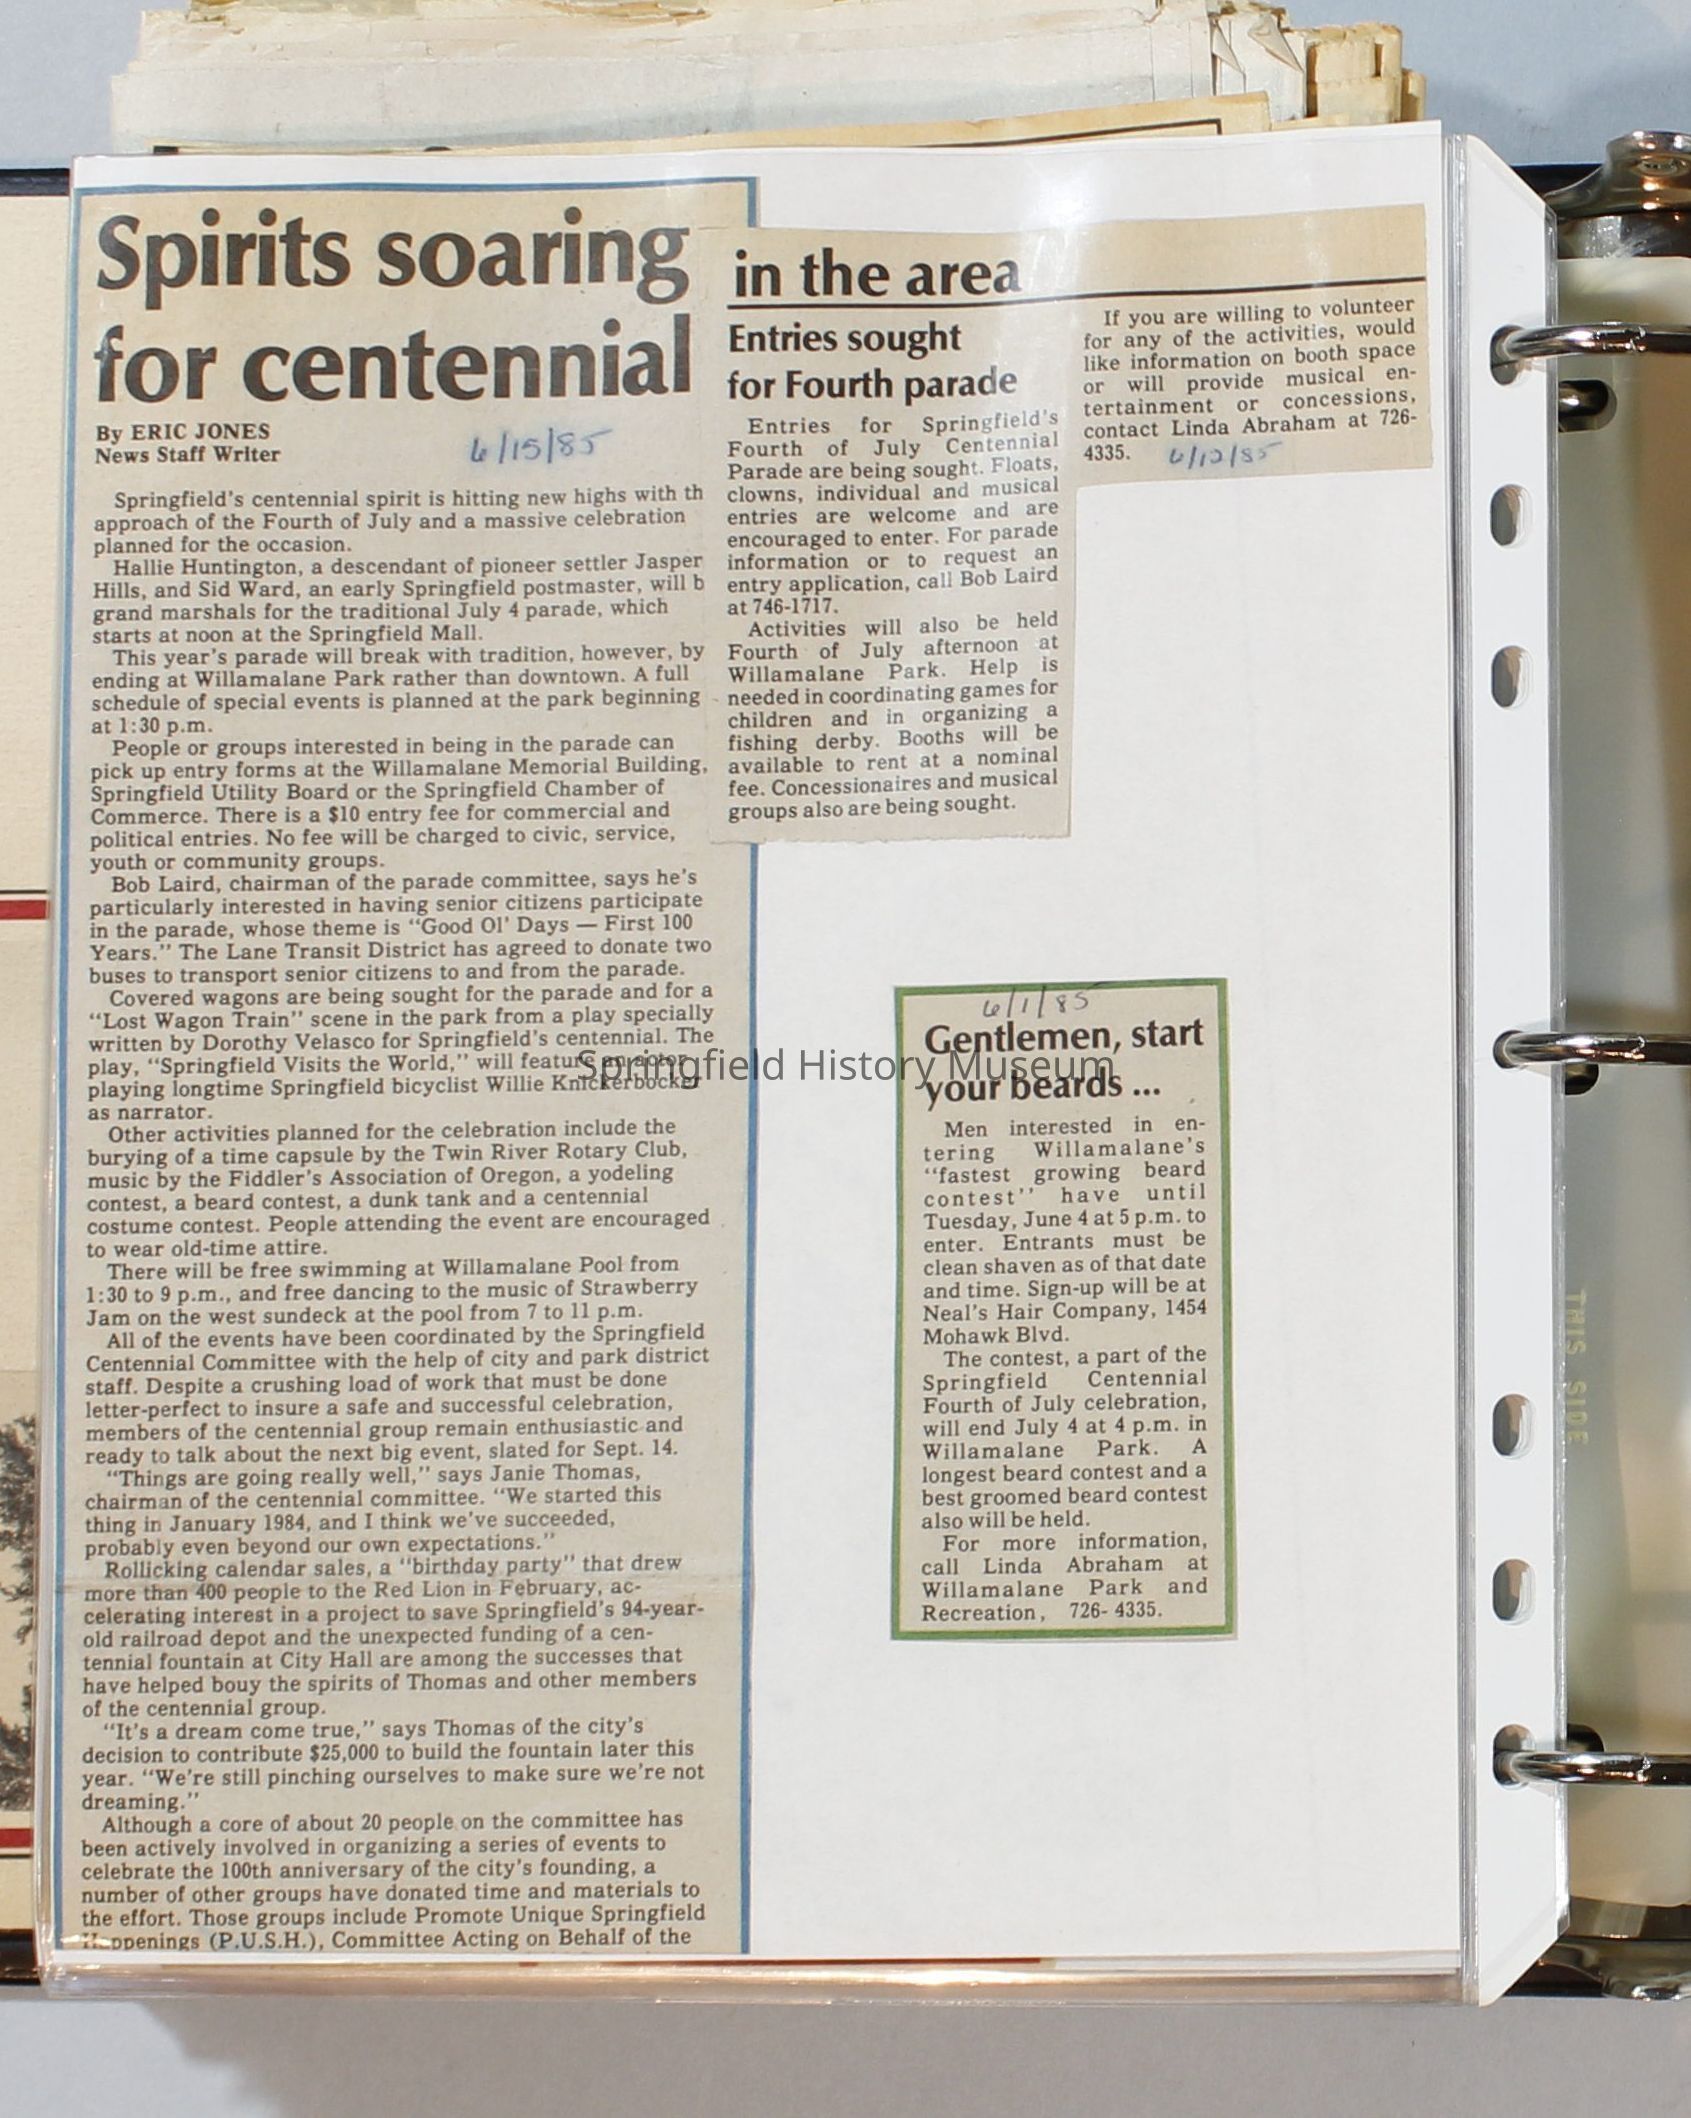 Spirits soaring
for centennial
By ERIC JONES
News Staff Writer
6/15/85
Springfield's centennial spirit is hitting new highs with th
approach of the Fourth of July and a massive celebration
planned for the occasion.
Hallie Huntington, a descendant of pioneer settler Jasper
Hills, and Sid Ward, an early Springfield postmaster, will b
grand marshals for the traditional July 4 parade, which
starts at noon at the Springfield Mall.
This year's parade will break with tradition, however, by
ending at Willamalane Park rather than downtown. A full
schedule of special events is planned at the park beginning
at 1:30 p.m.
People or groups interested in being in the parade can
pick up entry forms at the Willamalane Memorial Building,
Springfield Utility Board or the Springfield Chamber of
Commerce. There is a $10 entry fee for commercial and
political entries. No fee will be charged to civic, service,
youth or community groups.
Bob Laird, chairman of the parade committee, says he's
particularly interested in having senior citizens participate
in the parade, whose theme is "Good Ol' Days — First 100
Years." The Lane Transit District has agreed to donate two
buses to transport senior citizens to and from the parade.
Covered wagons are being sought for the parade and for a
"Lost Wagon Train" scene in the park from a play specially
written by Dorothy Velasco for Springfield's centennial. The
play, "Springfield Visits the World," will feature an actor
playing longtime Springfield bicyclist Willie Knickerbocker
as narrator.
Other activities planned for the celebration include the
burying of a time capsule by the Twin River Rotary Club,
music by the Fiddler's Association of Oregon, a yodeling
contest, a beard contest, a dunk tank and a centennial
costume contest. People attending the event are encouraged
to wear old-time attire.
There will be free swimming at Willamalane Pool from
1:30 to 9 p.m., and free dancing to the music of Strawberry
Jam on the west sundeck at the pool from 7 to 11 p.m.
All of the events have been coordinated by the Springfield
Centennial Committee with the help of city and park district
staff. Despite a crushing load of work that must be done
letter-perfect to insure a safe and successful celebration,
members of the centennial group remain enthusiastic and
ready to talk about the next big event, slated for Sept. 14.
"Things are going really well," says Janie Thomas,
chairman of the centennial committee. "We started this
thing in January 1984, and I think we've succeeded,
probably even beyond our own expectations."
Rollicking calendar sales, a "birthday party" that drew
more than 400 people to the Red Lion in February, ac-
celerating interest in a project to save Springfield's 94-year-
old railroad depot and the unexpected funding of a cen-
tennial fountain at City Hall are among the successes that
have helped bouy the spirits of Thomas and other members
of the centennial group.
"It's a dream come true," says Thomas of the city's
decision to contribute $25,000 to build the fountain later this
year. "We're still pinching ourselves to make sure we're not
dreaming."
Although a core of about 20 people on the committee has
been actively involved in organizing a series of events to
celebrate the 100th anniversary of the city's founding, a
number of other groups have donated time and materials to
the effort. Those groups include Promote Unique Springfield
Happenings (P.U.S.H.), Committee Acting on Behalf of the
in the area
Entries sought
for Fourth parade
Entries for Springfield's
Fourth of July Centennial
Parade are being sought. Floats,
clowns, individual and musical
entries are welcome and are
encouraged to enter. For parade
information or to request an
entry application, call Bob Laird
at 746-1717.
Activities will also be held
Fourth of July afternoon at
Willamalane Park. Help is
needed in coordinating games for
children and in organizing a
fishing derby. Booths will be
available to rent at a nominal
fee. Concessionaires and musical
groups also are being sought.
If you are willing to volunteer
for any of the activities, would
like information on booth space
or will provide musical en-
tertainment or concessions,
contact Linda Abraham at 726-
4335.
6/12/85
6/1/85
Gentlemen, start
your beards ...
Men interested in en-
tering Willamalane's
"fastest growing beard
contest" have until
Tuesday, June 4 at 5 p.m. to
enter. Entrants must be
clean shaven as of that date
and time. Sign-up will be at
Neal's Hair Company, 1454
Mohawk Blvd.
The contest, a part of the
Springfield Centennial
Fourth of July celebration,
will end July 4 at 4 p.m. in
Willamalane Park. A
longest beard contest and a
best groomed beard contest
also will be held.
For more information,
call Linda Abraham at
Willamalane Park and
Recreation, 726- 4335.
Springfield History Museum
THIS SIDE